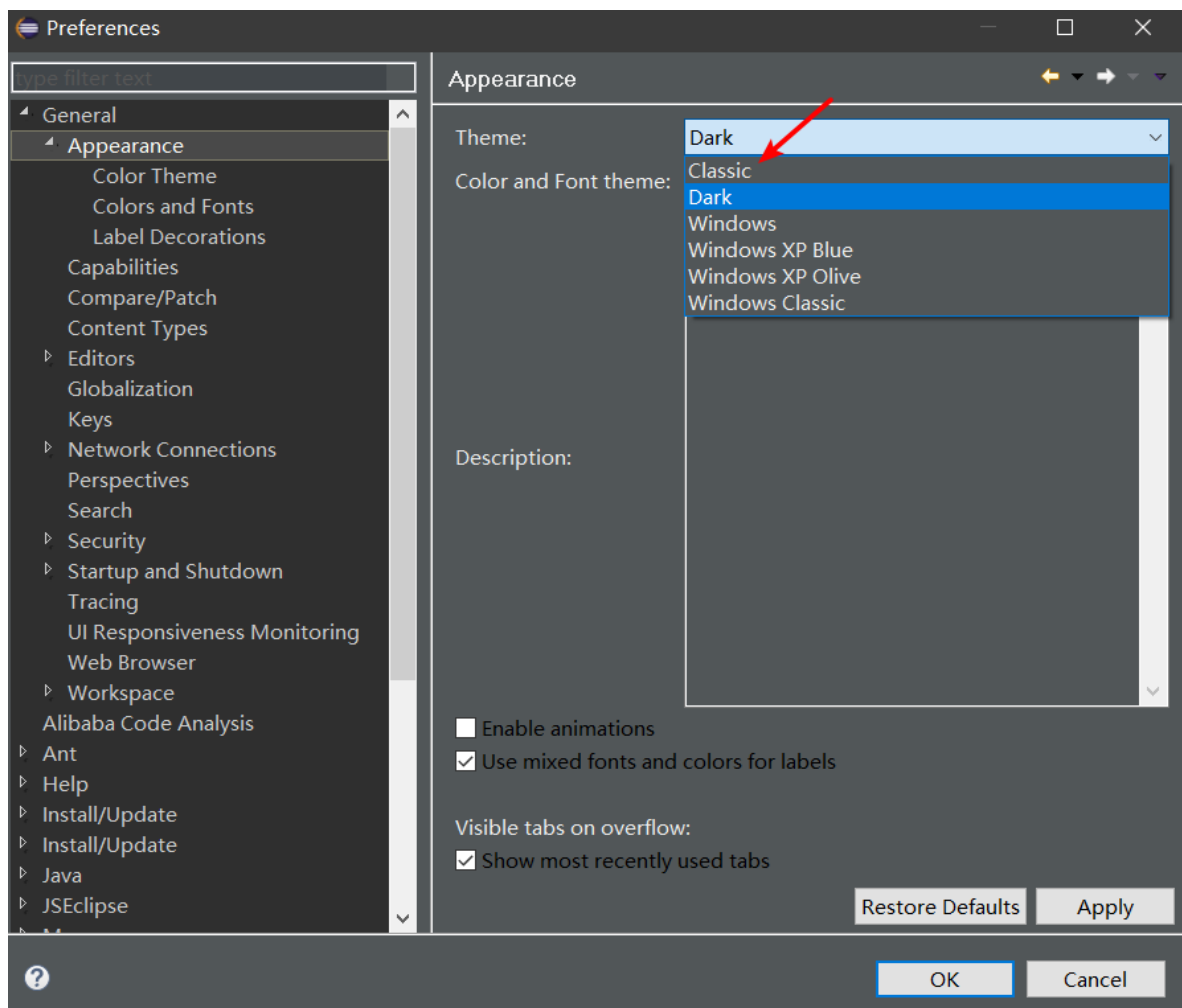 Preferences
type filter text
General
Appearance
Color Theme
Colors and Fonts
Label Decorations
Capabilities
Compare/Patch
Content Types
Editors
Globalization
Keys
Network Connections
Perspectives
Search
Security
Startup and Shutdown
Tracing
UI Responsiveness Monitoring
Web Browser
Workspace
Alibaba Code Analysis
Ant
Help
Install/Update
Install/Update
Java
JSEclipse
Appearance
Theme:
Dark
Classic
Dark
Windows
Windows XP Blue
Windows XP Olive
Windows Classic
Color and Font theme:
Description:
Enable animations
Use mixed fonts and colors for labels
Visible tabs on overflow:
Show most recently used tabs
Restore Defaults
Apply
OK
Cancel